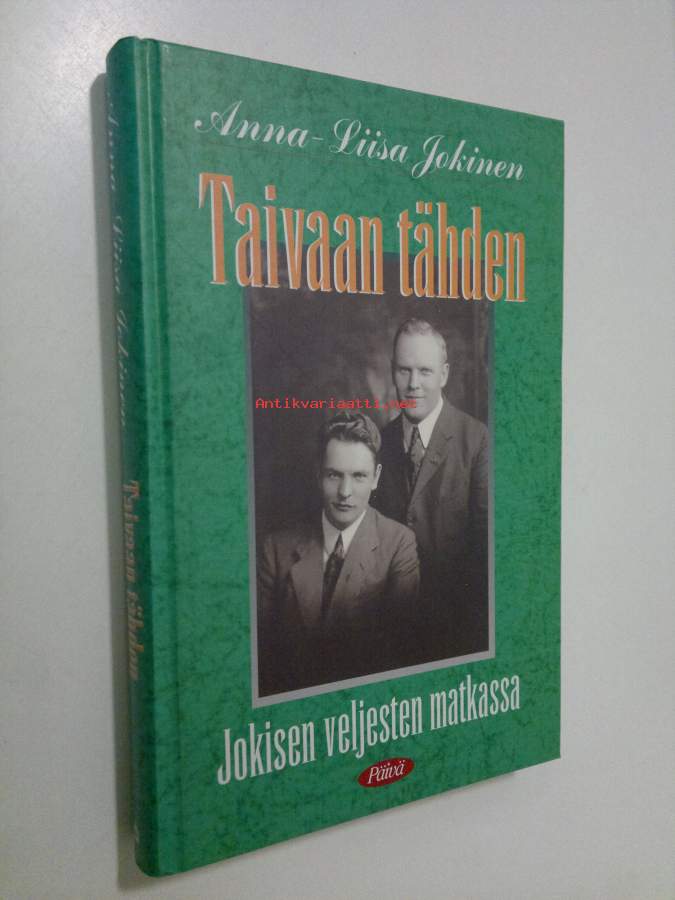 Anna-Liisa Jokinen
Taivaan tähden
Antikvariaatti.net
Jokisen veljesten matkassa
Päivä
Anna-Liisa Jokinen
Taivaan tähden